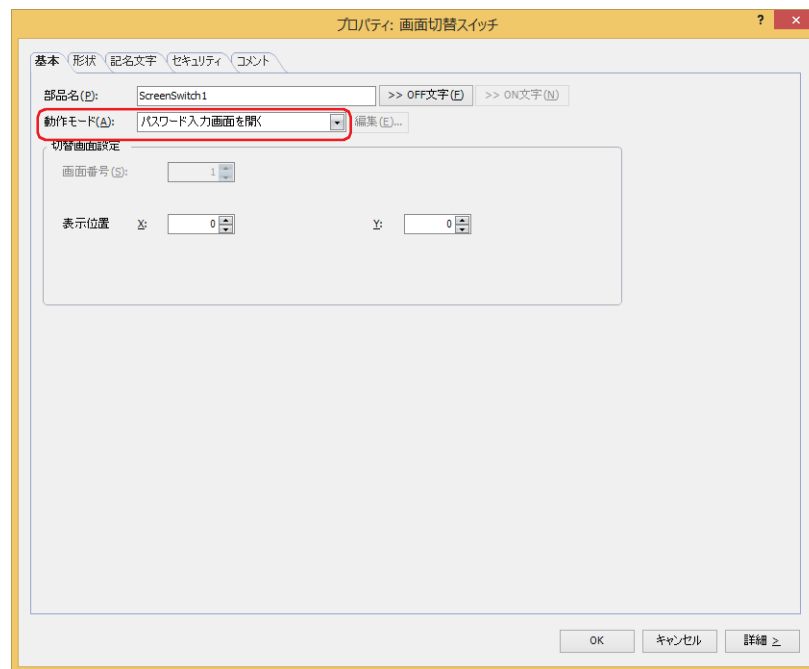 プロパティ: 画面切替スイッチ
? ×
基本 形状 記名文字 セキュリティ コメント
部品名(P): ScreenSwitch1 >> OFF文字(F) >> ON文字(N)
動作モード(A): パスワード入力画面を開く 編集(E)...
切替画面設定
画面番号(S): 1
表示位置 X: 0 Y: 0
OK キャンセル 詳細 >